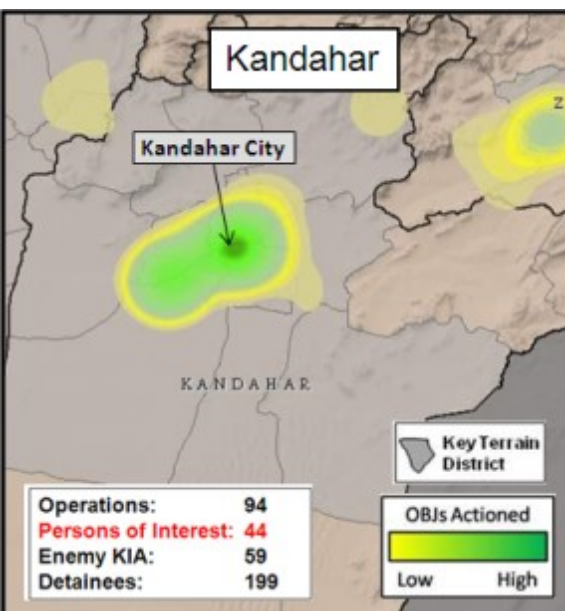 Kandahar
Z
Kandahar City
KANDAHAR
Key Terrain
District
Operations: 94
Persons of Interest: 44
Enemy KIA: 59
Detainees: 199
OBJs Actioned
Low High